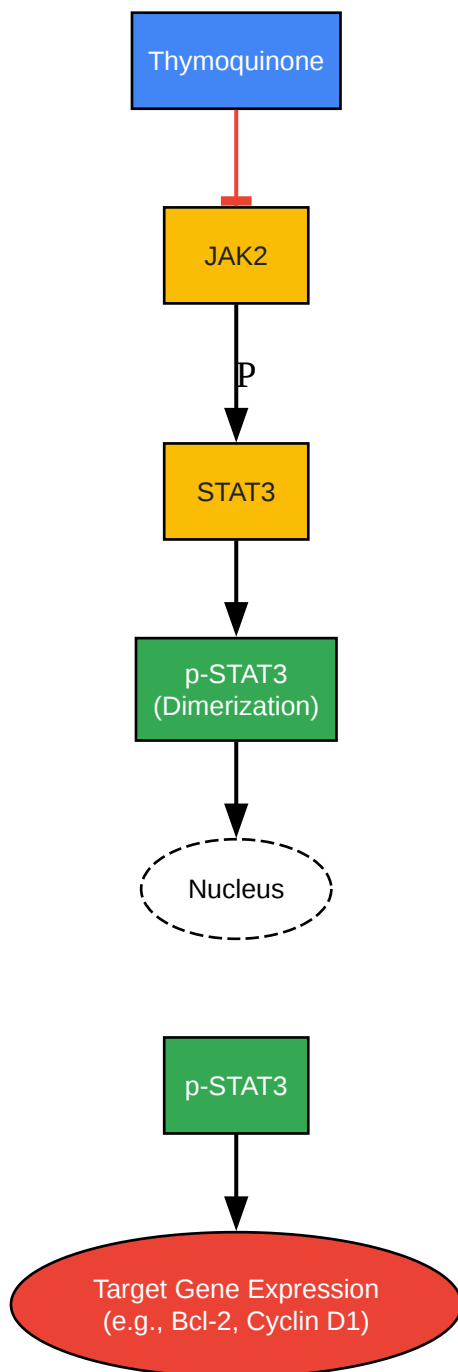 Thymoquinone
JAK2
P
STAT3
p-STAT3
(Dimerization)
Nucleus
p-STAT3
Target Gene Expression
(e.g., Bcl-2, Cyclin D1)